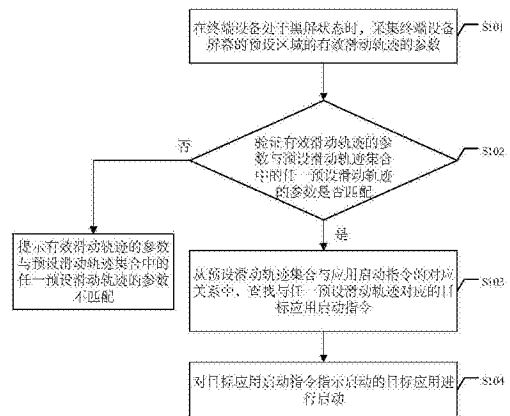 在终端设备处于黑屏状态时，采集终端设备
屏幕的预设区域的有效滑动轨迹的参数
S101
验证有效滑动轨迹的参
数与预设滑动轨迹集合
中的任一预设滑动轨迹
的参数是否匹配
S102
否
是
提示有效滑动轨迹的参数
与预设滑动轨迹集合中的
任一预设滑动轨迹的参数
不匹配
从预设滑动轨迹集合与应用启动指令的对应
关系中，查找与任一预设滑动轨迹对应的目
标应用启动指令
S103
对目标应用启动指令指示启动的目标应用进
行启动
S104